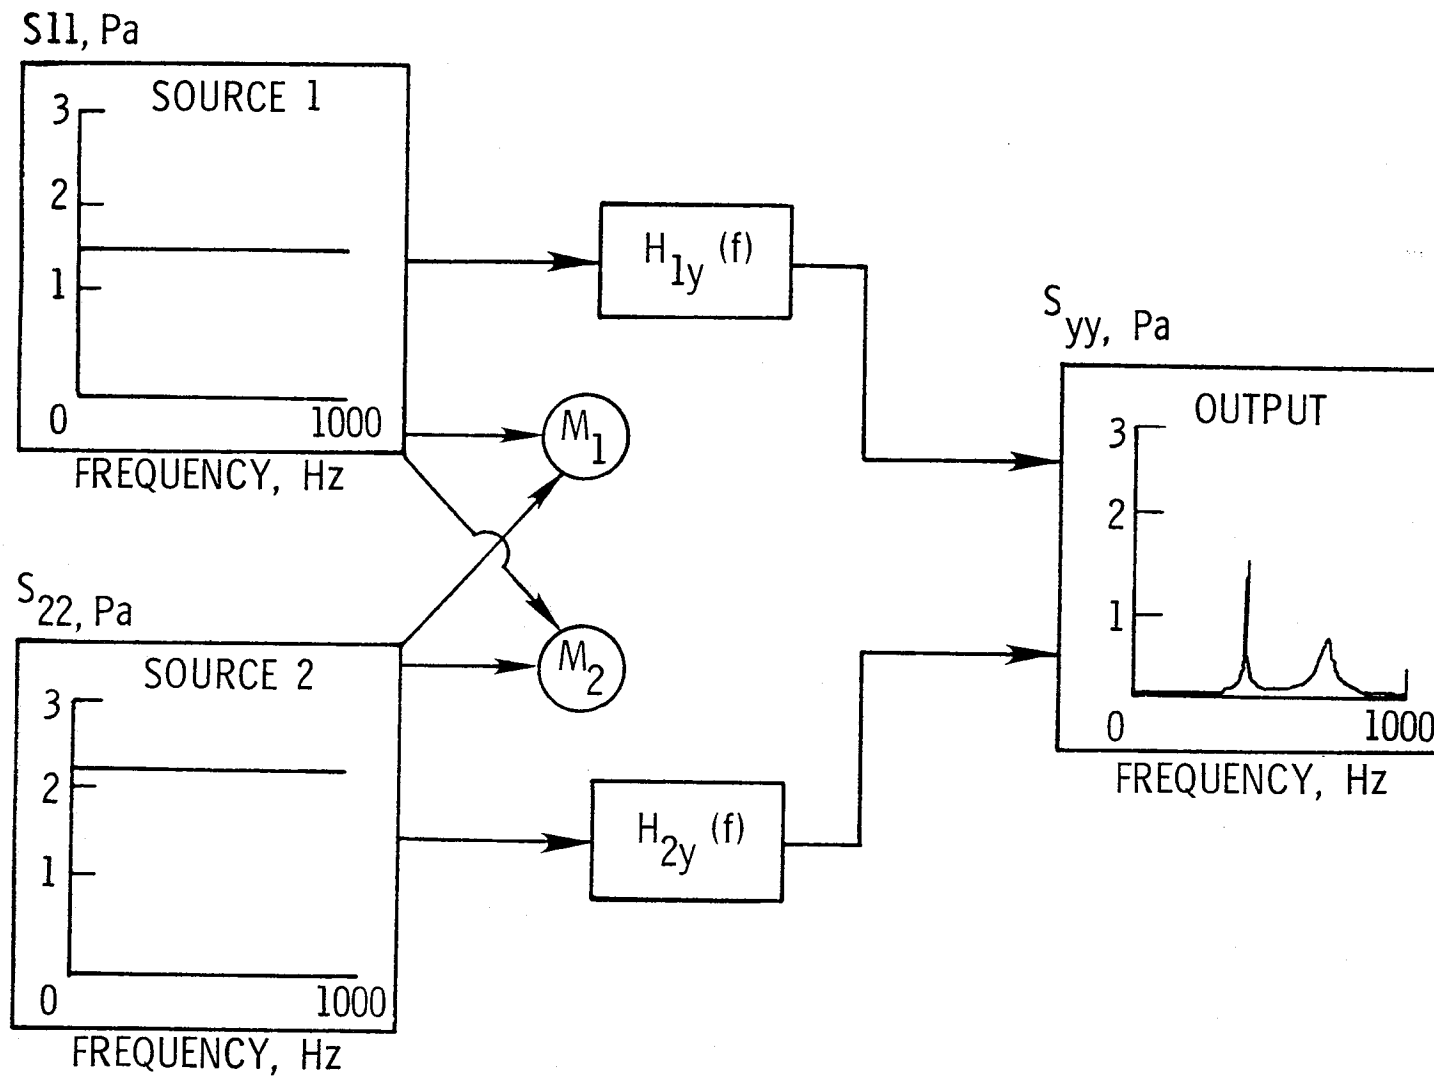 S11, Pa
SOURCE 1
3
2
1
0
1000
FREQUENCY, Hz
H1y (f)
M1
S22, Pa
SOURCE 2
3
2
1
0
1000
FREQUENCY, Hz
M2
H2y (f)
Syy, Pa
OUTPUT
3
2
1
0
1000
FREQUENCY, Hz